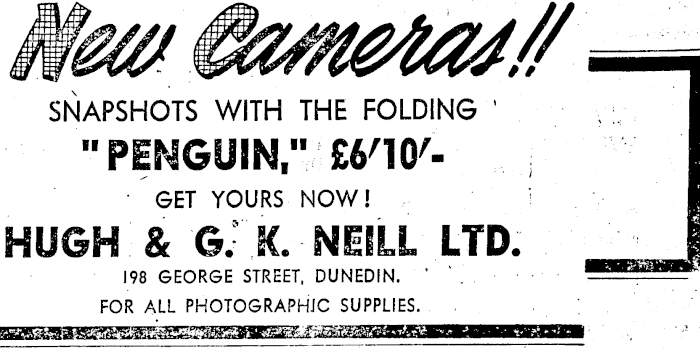 New Cameras!!
SNAPSHOTS WITH THE FOLDING
"PENGUIN," £6/10/-
GET YOURS NOW!
HUGH & G. K. NEILL LTD.
198 GEORGE STREET, DUNEDIN.
FOR ALL PHOTOGRAPHIC SUPPLIES.